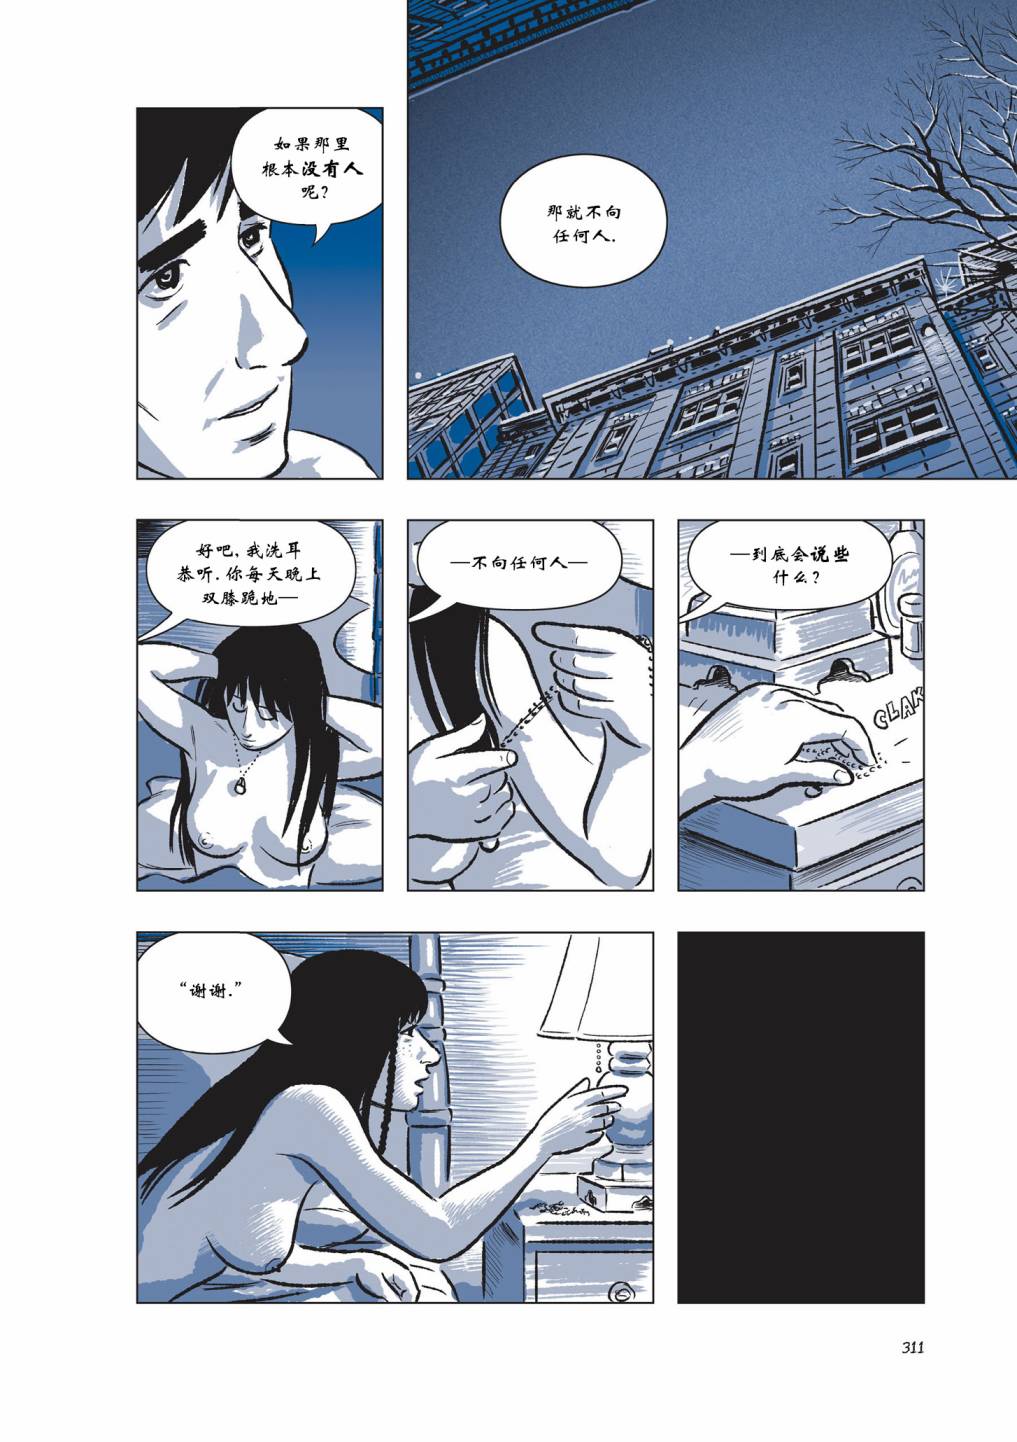 如果那里
根本没有人
呢？
那就不向
任何人.
好吧, 我洗耳
恭听. 你每天晚上
双膝跪地—
—不向任何人—
—到底会说些
什么？
CLAK
“谢谢.”
311